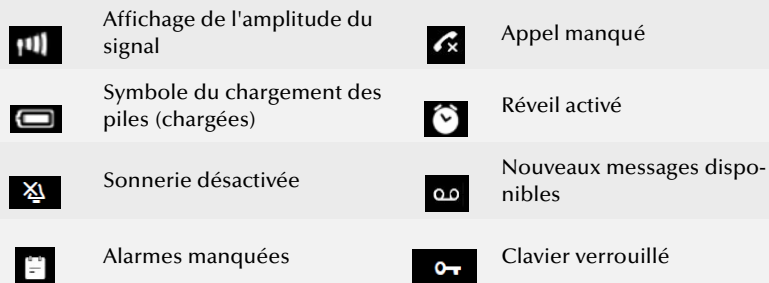 Affichage de l'amplitude du
signal
Appel manqué
Symbole du chargement des
piles (chargées)
Réveil activé
Sonnerie désactivée
Nouveaux messages dispo-
nibles
Alarmes manquées
Clavier verrouillé